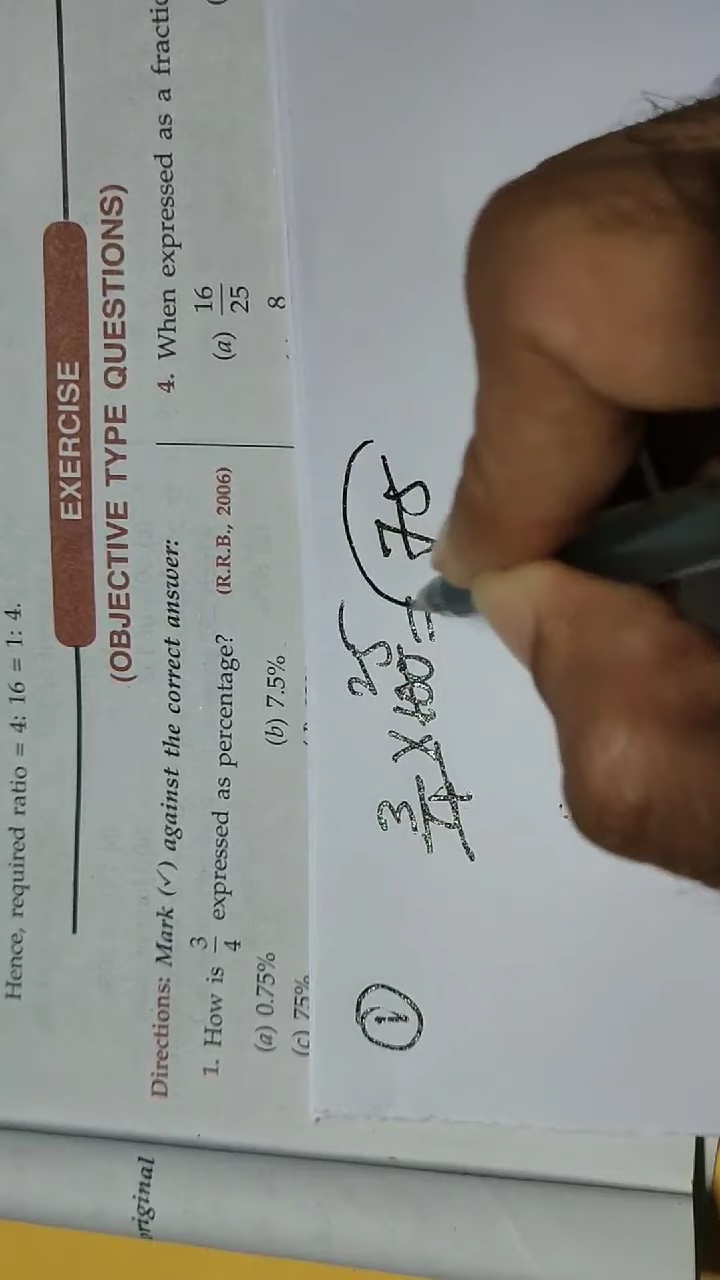 Hence, required ratio = 4: 16 = 1: 4.
EXERCISE
(OBJECTIVE TYPE QUESTIONS)
Directions: Mark (✓) against the correct answer:
1. How is 3/4 expressed as percentage? (R.R.B., 2006)
(a) 0.75% (b) 7.5%
(c) 75%
4. When expressed as a
(a) 16/25
8
original
① 3/4 × 100 = 75
25